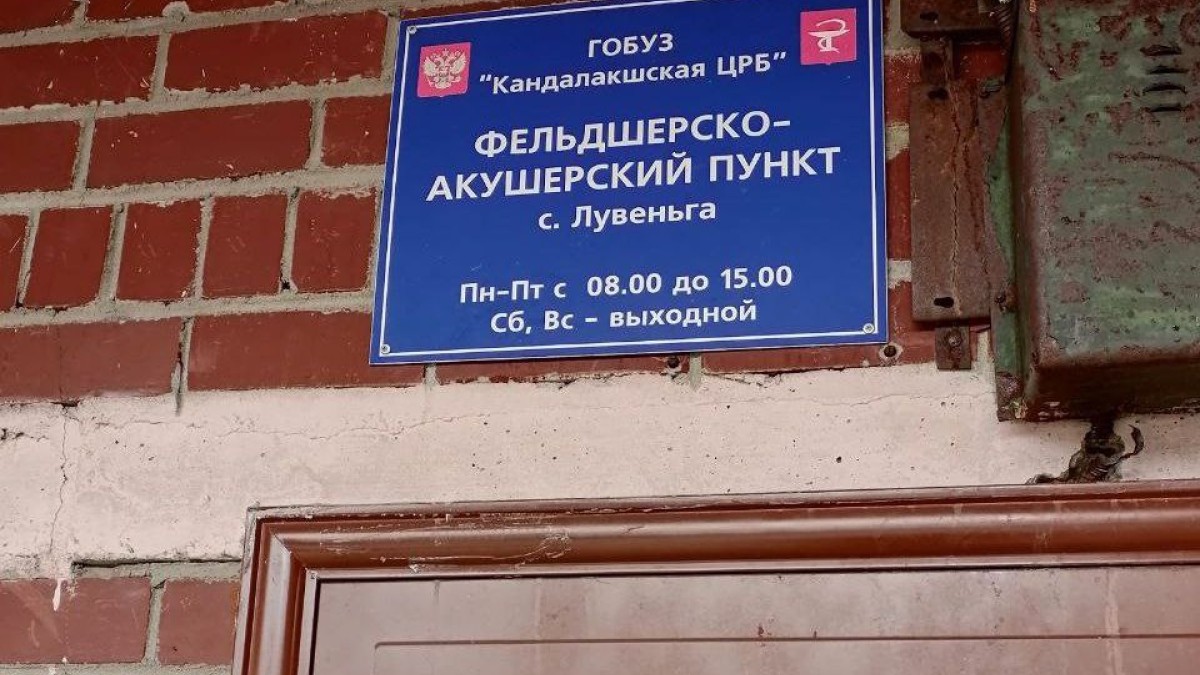 ГОБУЗ
"Кандалакшская ЦРБ"
ФЕЛЬДШЕРСКО-
АКУШЕРСКИЙ ПУНКТ
с. Лувеньга
Пн-Пт с 08.00 до 15.00
Сб, Вс - выходной